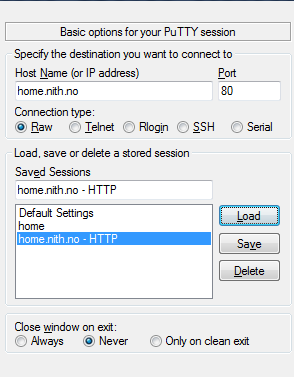 Basic options for your PuTTY session
Specify the destination you want to connect to
Host Name (or IP address) Port
home.nith.no 80
Connection type:
Raw Telnet Rlogin SSH Serial
Load, save or delete a stored session
Saved Sessions
home.nith.no - HTTP
Default Settings
home
home.nith.no - HTTP
Load
Save
Delete
Close window on exit:
Always Never Only on clean exit